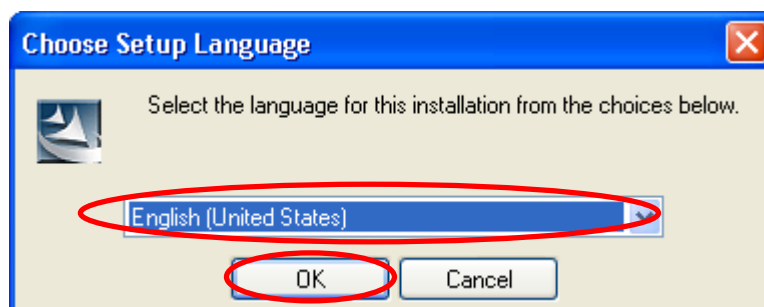 Choose Setup Language
Select the language for this installation from the choices below.
English (United States)
OK Cancel